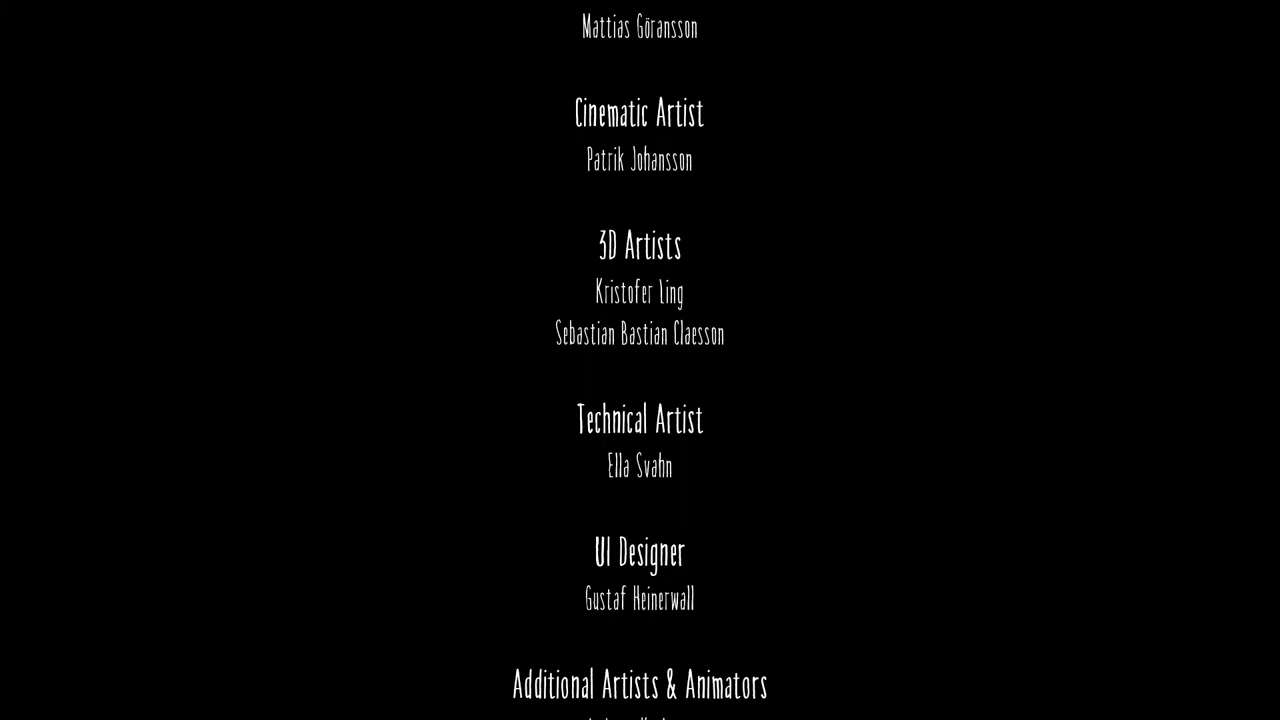 Mattias Göransson
Cinematic Artist
Patrik Johansson
3D Artists
Kristofer Ling
Sebastian Bastian Claesson
Technical Artist
Ella Svahn
UI Designer
Gustaf Heinerwall
Additional Artists & Animators